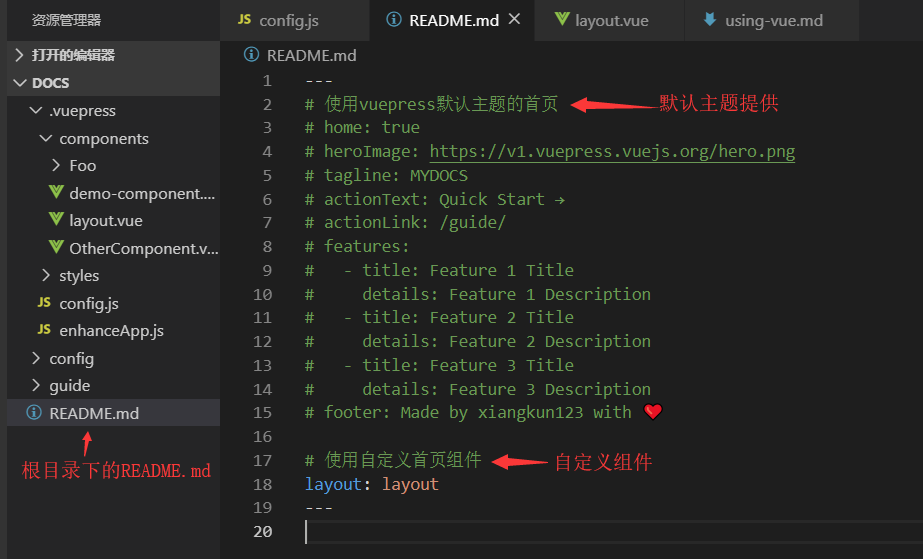 资源管理器
打开的编辑器
DOCS
.vuepress
components
Foo
demo-component....
layout.vue
OtherComponent.v...
styles
JS config.js
JS enhanceApp.js
config
guide
README.md
根目录下的README.md
JS config.js
README.md
layout.vue
using-vue.md
README.md
1 ---
2 # 使用vuepress默认主题的首页 默认主题提供
3 # home: true
4 # heroImage: https://v1.vuepress.vuejs.org/hero.png
5 # tagline: MYDOCS
6 # actionText: Quick Start →
7 # actionLink: /guide/
8 # features:
9 #   - title: Feature 1 Title
10 #     details: Feature 1 Description
11 #   - title: Feature 2 Title
12 #     details: Feature 2 Description
13 #   - title: Feature 3 Title
14 #     details: Feature 3 Description
15 # footer: Made by xiangkun123 with ❤
16
17 # 使用自定义首页组件 自定义组件
18 layout: layout
19 ---
20